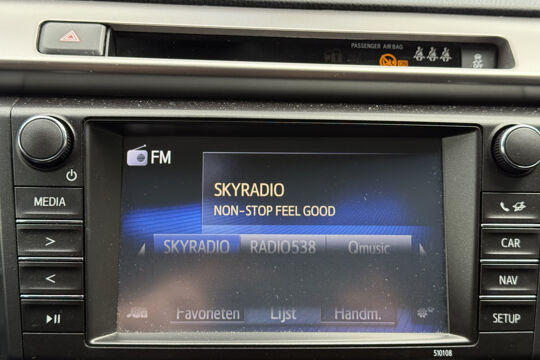 PASSENGER AIR BAG
ON
FM
SKYRADIO
NON-STOP FEEL GOOD
MEDIA
SKYRADIO RADIO538 Qmusic
CAR
NAV
Favorieten Lijst Handm.
SETUP
510108